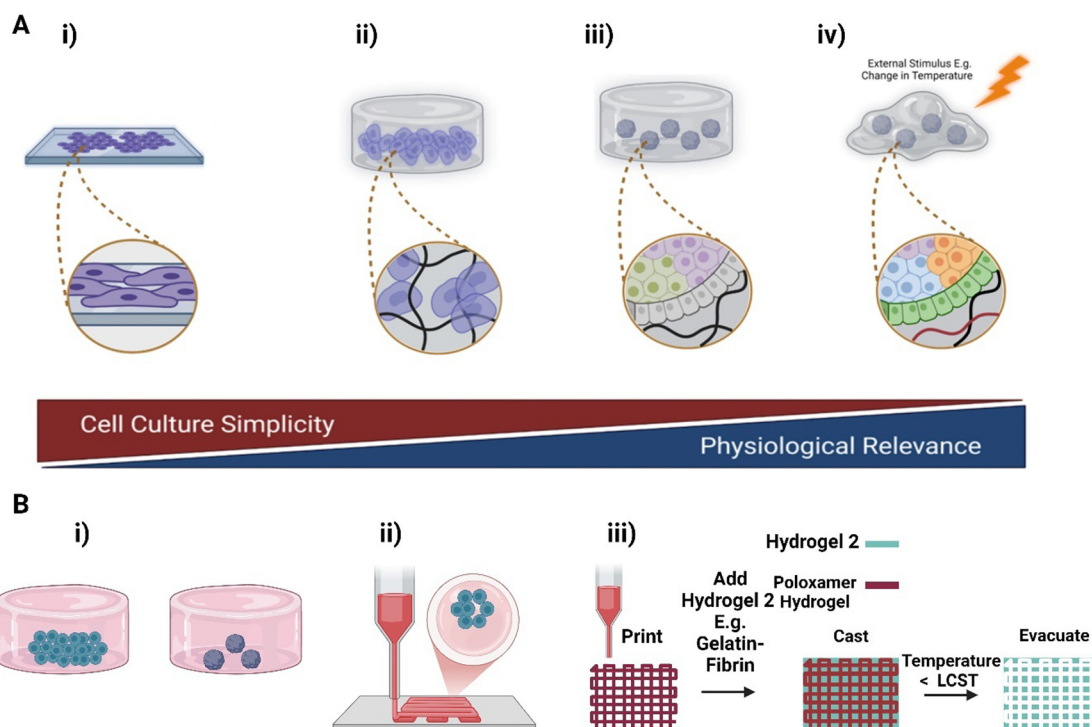 A
i)
ii)
iii)
iv)
External Stimulus E.g.
Change in Temperature
Cell Culture Simplicity
Physiological Relevance
B
i)
ii)
iii)
Hydrogel 2
Poloxamer
Hydrogel
Print
Add
Hydrogel 2
E.g.
Gelatin-
Fibrin
Cast
Temperature
< LCST
Evacuate